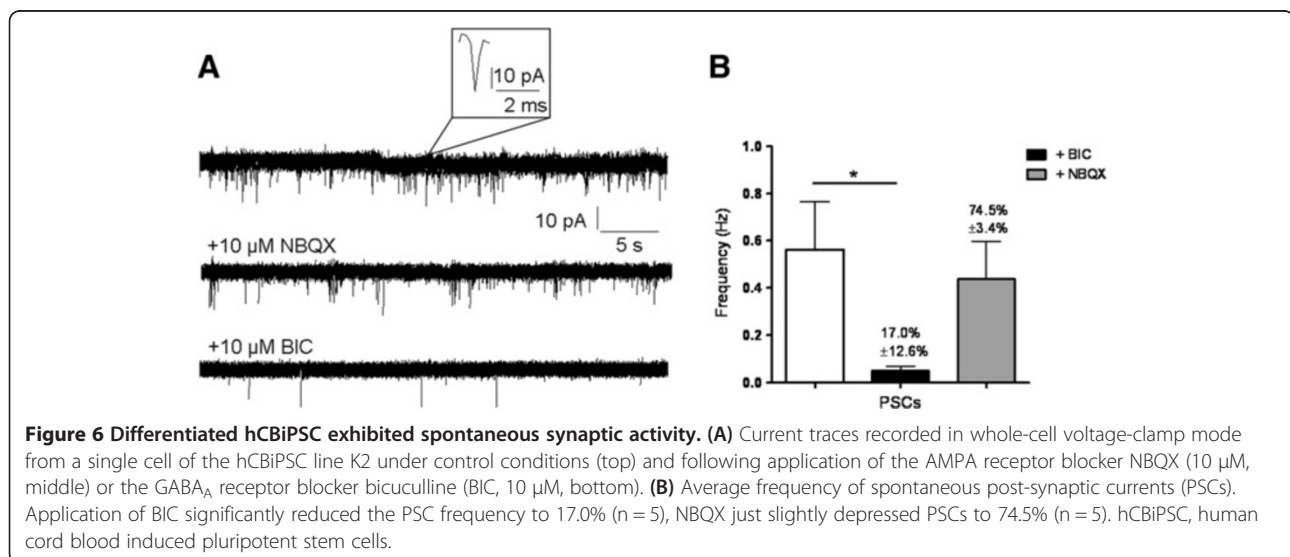 A
10 pA
2 ms
10 pA
5 s
+10 µM NBQX
+10 µM BIC
B
+ BIC
+ NBQX
1.0
0.8
0.6
0.4
0.2
0.0
Frequency (Hz)
*
17.0%
±12.6%
74.5%
±3.4%
PSCs
Figure 6 Differentiated hCBiPSC exhibited spontaneous synaptic activity. (A) Current traces recorded in whole-cell voltage-clamp mode
from a single cell of the hCBiPSC line K2 under control conditions (top) and following application of the AMPA receptor blocker NBQX (10 µM,
middle) or the GABA_A receptor blocker bicuculline (BIC, 10 µM, bottom). (B) Average frequency of spontaneous post-synaptic currents (PSCs).
Application of BIC significantly reduced the PSC frequency to 17.0% (n = 5), NBQX just slightly depressed PSCs to 74.5% (n = 5). hCBiPSC, human
cord blood induced pluripotent stem cells.